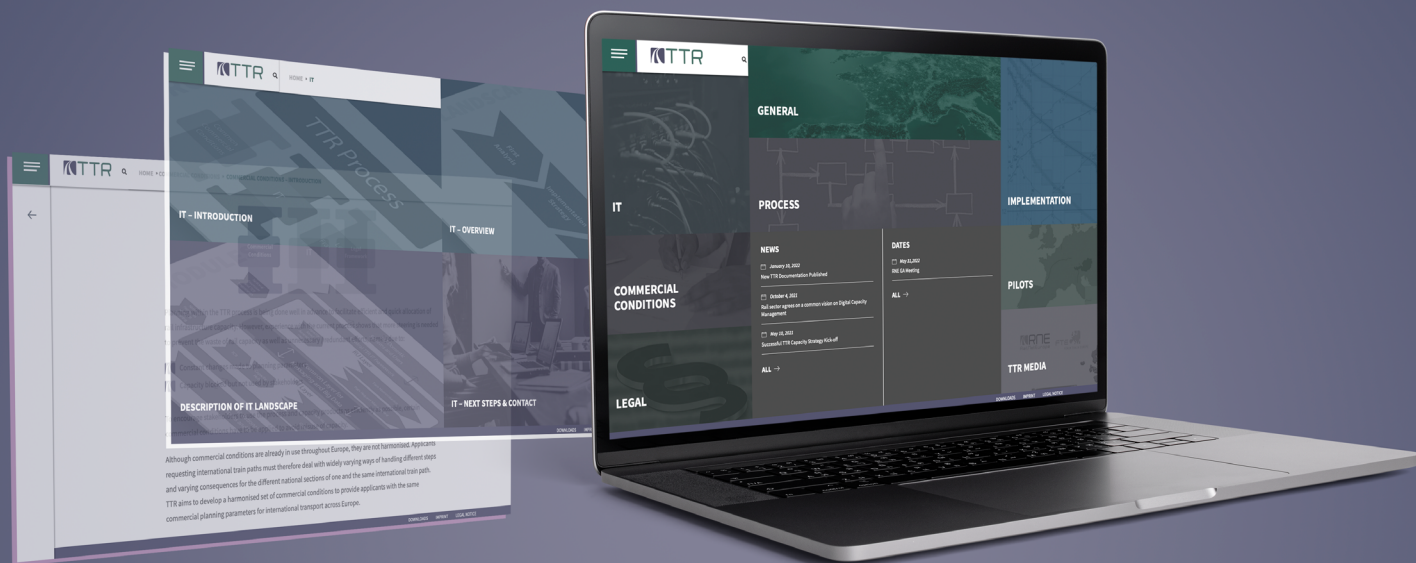 TTR
HOME • IT
TTR Process
IT – INTRODUCTION
IT – OVERVIEW
DESCRIPTION OF IT LANDSCAPE
IT – NEXT STEPS & CONTACT
DOWNLOADS
TTR
HOME
Although commercial conditions are already in use throughout Europe, they are not harmonised. Applicants
requesting international train paths must therefore deal with widely varying ways of handling different steps
and varying consequences for the different national sections of one and the same international train path.
TTR aims to develop a harmonised set of commercial conditions to provide applicants with the same
commercial planning parameters for international transport across Europe.
DOWNLOADS IMPRINT LEGAL NOTICE
TTR
GENERAL
IT
PROCESS
IMPLEMENTATION
COMMERCIAL
CONDITIONS
NEWS
January 10, 2022
New TTR Documentation Published
October 4, 2021
Rail sector agrees on a common vision on Digital Capacity
Management
May 10, 2021
Successful TTR Capacity Strategy Kick-off
ALL →
DATES
May 11, 2022
RNE GA Meeting
ALL →
PILOTS
RNE
TTR MEDIA
LEGAL
DOWNLOADS IMPRINT LEGAL NOTICE